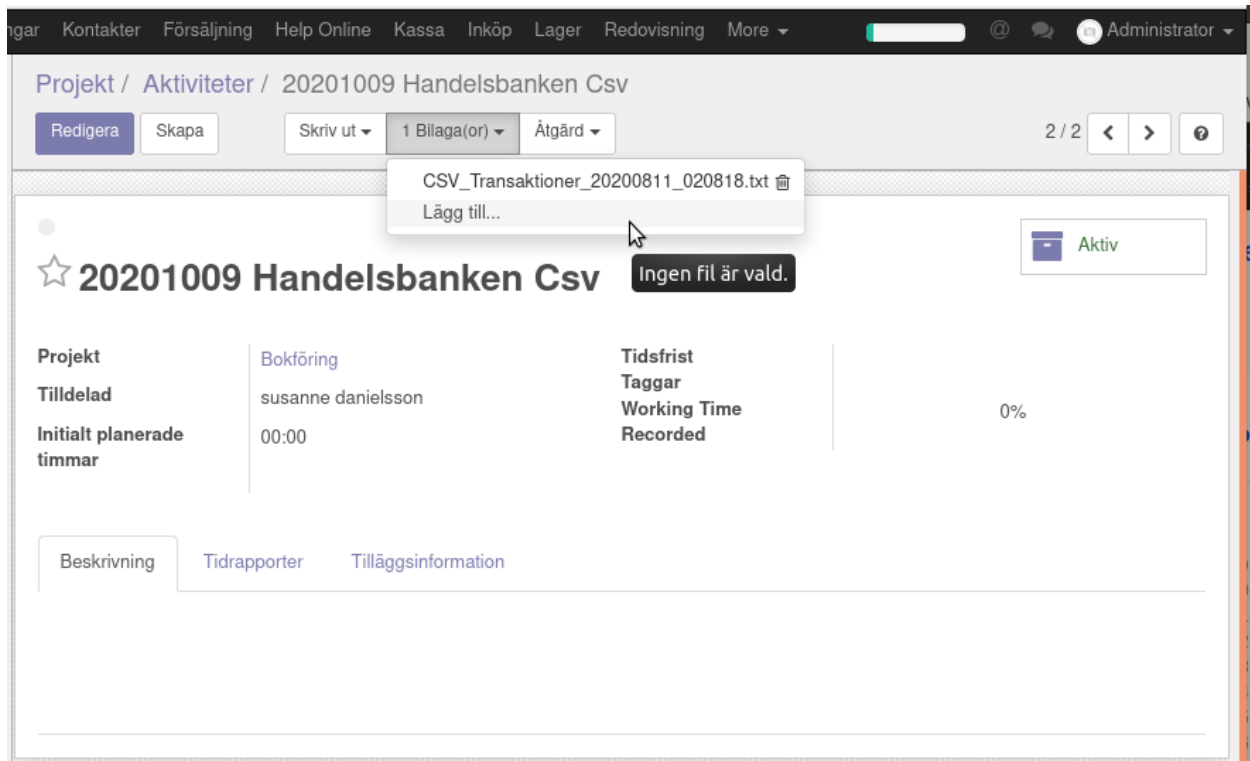 ngar Kontakter Försäljning Help Online Kassa Inköp Lager Redovisning More @ Administrator
Projekt / Aktiviteter / 20201009 Handelsbanken Csv
Redigera Skapa Skriv ut 1 Bilaga(or) Åtgärd 2 / 2
CSV_Transaktioner_20200811_020818.txt
Lägg till...
Aktiv
20201009 Handelsbanken Csv
Ingen fil är vald.
Projekt Bokföring
Tilldelad susanne danielsson
Initialt planerade timmar 00:00
Tidsfrist
Taggar
Working Time Recorded 0%
Beskrivning Tidrapporter Tilläggsinformation